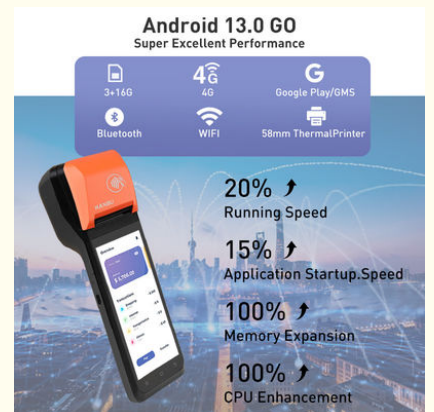 Android 13.0 GO
Super Excellent Performance
3+16G
4G
4G
G
Google Play/GMS
Bluetooth
WIFI
58mm ThermalPrinter
20%
Running Speed
15%
Application Startup.Speed
100%
Memory Expansion
100%
CPU Enhancement